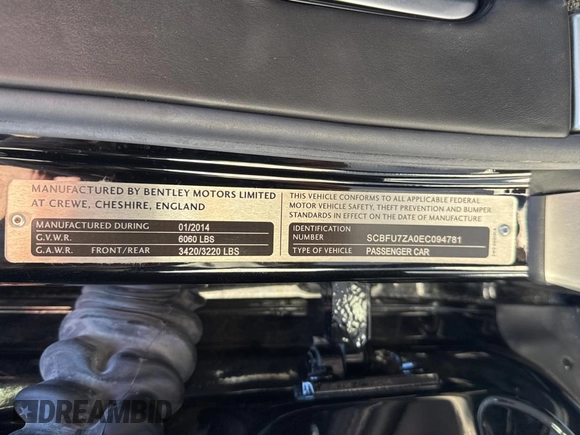 MANUFACTURED BY BENTLEY MOTORS LIMITED
AT CREWE, CHESHIRE, ENGLAND
MANUFACTURED DURING 01/2014
G.V.W.R. 6060 LBS
G.A.W.R. FRONT/REAR 3420/3220 LBS
THIS VEHICLE CONFORMS TO ALL APPLICABLE FEDERAL
MOTOR VEHICLE SAFETY, THEFT PREVENTION AND BUMPER
STANDARDS IN EFFECT ON THE DATE OF MANUFACTURE
IDENTIFICATION
NUMBER SCBFU7ZA0EC094781
TYPE OF VEHICLE PASSENGER CAR
DREAMBID